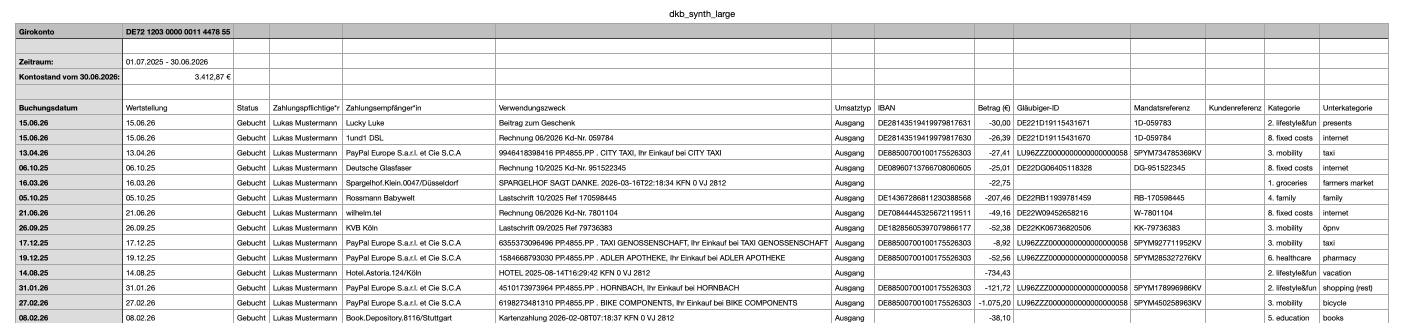 dkb_synth_large
Girokonto DE72 1203 0000 0011 4478 55
Zeitraum: 01.07.2025 - 30.06.2026
Kontostand vom 30.06.2026: 3.412,87 €
Buchungsdatum Wertstellung Status Zahlungspflichtige*r Zahlungsempfänger*in Verwendungszweck Umsatztyp IBAN Betrag (€) Gläubiger-ID Mandatsreferenz Kundenreferenz Kategorie Unterkategorie
15.06.26 15.06.26 Gebucht Lukas Mustermann Lucky Luke Beitrag zum Geschenk Ausgang DE28143519419979817631 -30,00 DE221D19115431671 1D-059783 2. lifestyle&fun presents
15.06.26 15.06.26 Gebucht Lukas Mustermann 1und1 DSL Rechnung 06/2026 Kd-Nr. 059784 Ausgang DE28143519419979817630 -26,39 DE221D19115431670 1D-059784 8. fixed costs internet
13.04.26 13.04.26 Gebucht Lukas Mustermann PayPal Europe S.a.r.l. et Cie S.C.A 9946418398416 PP.4855.PP . CITY TAXI, Ihr Einkauf bei CITY TAXI Ausgang DE88500700100175526303 -27,41 LU96ZZZ0000000000000000058 5PYM734785369KV 3. mobility taxi
06.10.25 06.10.25 Gebucht Lukas Mustermann Deutsche Glasfaser Rechnung 10/2025 Kd-Nr. 951522345 Ausgang DE08960713766708060605 -25,01 DE22DG06405118328 DG-951522345 8. fixed costs internet
16.03.26 16.03.26 Gebucht Lukas Mustermann Spargelhof.Klein.0047/Düsseldorf SPARGELHOF SAGT DANKE. 2026-03-16T22:18:34 KFN 0 VJ 2812 Ausgang -22,75 1. groceries farmers market
05.10.25 05.10.25 Gebucht Lukas Mustermann Rossmann Babywelt Lastschrift 10/2025 Ref 170598445 Ausgang DE14367286811230388568 -207,46 DE22RB11939781459 RB-170598445 4. family family
21.06.26 21.06.26 Gebucht Lukas Mustermann wilhelm.tel Rechnung 06/2026 Kd-Nr. 7801104 Ausgang DE70844445325672119511 -49,16 DE22W09452658216 W-7801104 8. fixed costs internet
26.09.25 26.09.25 Gebucht Lukas Mustermann KVB Köln Lastschrift 09/2025 Ref 79736383 Ausgang DE18285605397079866177 -52,38 DE22KK06736820506 KK-79736383 3. mobility öpnv
17.12.25 17.12.25 Gebucht Lukas Mustermann PayPal Europe S.a.r.l. et Cie S.C.A 6355373096496 PP.4855.PP . TAXI GENOSSENSCHAFT, Ihr Einkauf bei TAXI GENOSSENSCHAFT Ausgang DE88500700100175526303 -8,92 LU96ZZZ0000000000000000058 5PYM927711952KV 3. mobility taxi
19.12.25 19.12.25 Gebucht Lukas Mustermann PayPal Europe S.a.r.l. et Cie S.C.A 1584668793030 PP.4855.PP . ADLER APOTHEKE, Ihr Einkauf bei ADLER APOTHEKE Ausgang DE88500700100175526303 -52,56 LU96ZZZ0000000000000000058 5PYM285327276KV 6. healthcare pharmacy
14.08.25 14.08.25 Gebucht Lukas Mustermann Hotel.Astoria.124/Köln HOTEL 2025-08-14T16:29:42 KFN 0 VJ 2812 Ausgang -734,43 2. lifestyle&fun vacation
31.01.26 31.01.26 Gebucht Lukas Mustermann PayPal Europe S.a.r.l. et Cie S.C.A 4510173973964 PP.4855.PP . HORNBACH, Ihr Einkauf bei HORNBACH Ausgang DE88500700100175526303 -121,72 LU96ZZZ0000000000000000058 5PYM178996986KV 2. lifestyle&fun shopping (rest)
27.02.26 27.02.26 Gebucht Lukas Mustermann PayPal Europe S.a.r.l. et Cie S.C.A 6198273481310 PP.4855.PP . BIKE COMPONENTS, Ihr Einkauf bei BIKE COMPONENTS Ausgang DE88500700100175526303 -1.075,20 LU96ZZZ0000000000000000058 5PYM450258963KV 3. mobility bicycle
08.02.26 08.02.26 Gebucht Lukas Mustermann Book.Depository.8116/Stuttgart Kartenzahlung 2026-02-08T07:18:37 KFN 0 VJ 2812 Ausgang -38,10 5. education books